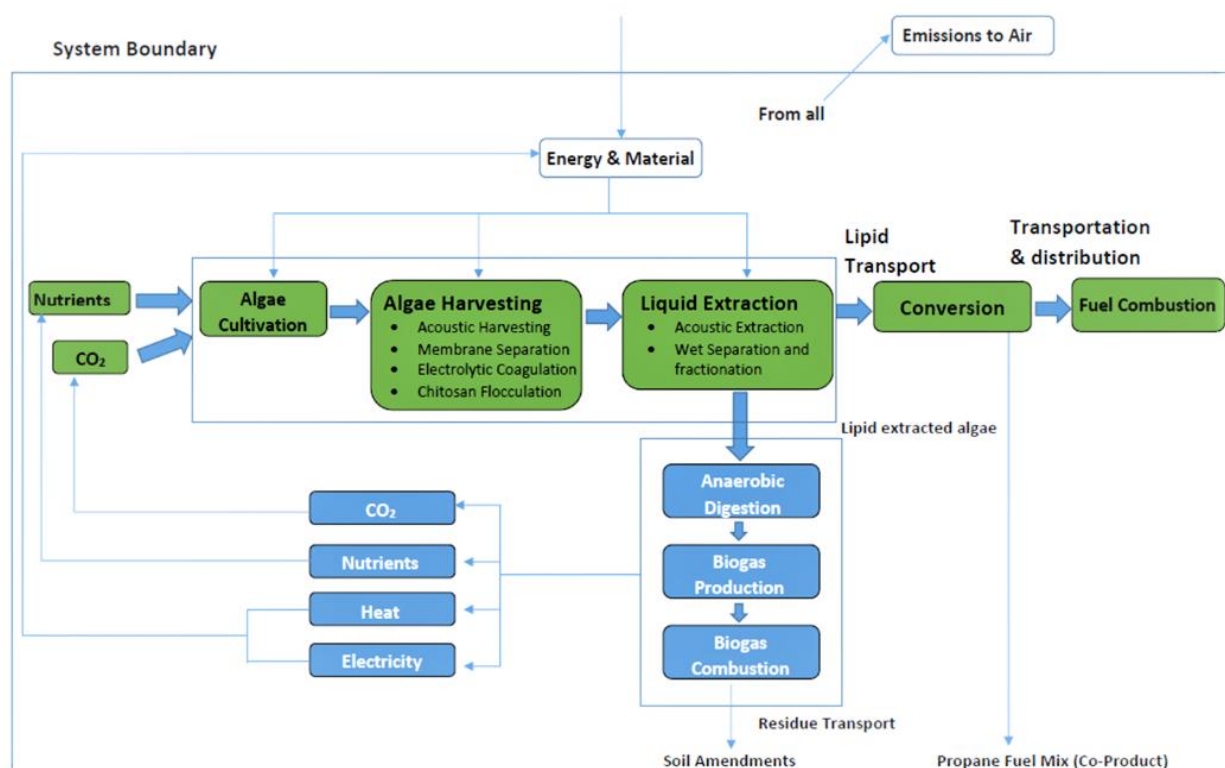 System Boundary
Emissions to Air
From all
Energy & Material
Nutrients
CO₂
Algae
Cultivation
Algae Harvesting
• Acoustic Harvesting
• Membrane Separation
• Electrolytic Coagulation
• Chitosan Flocculation
Liquid Extraction
• Acoustic Extraction
• Wet Separation and
fractionation
Lipid
Transport
Conversion
Transportation
& distribution
Fuel Combustion
Lipid extracted algae
Anaerobic
Digestion
Biogas
Production
Biogas
Combustion
CO₂
Nutrients
Heat
Electricity
Residue Transport
Soil Amendments
Propane Fuel Mix (Co-Product)